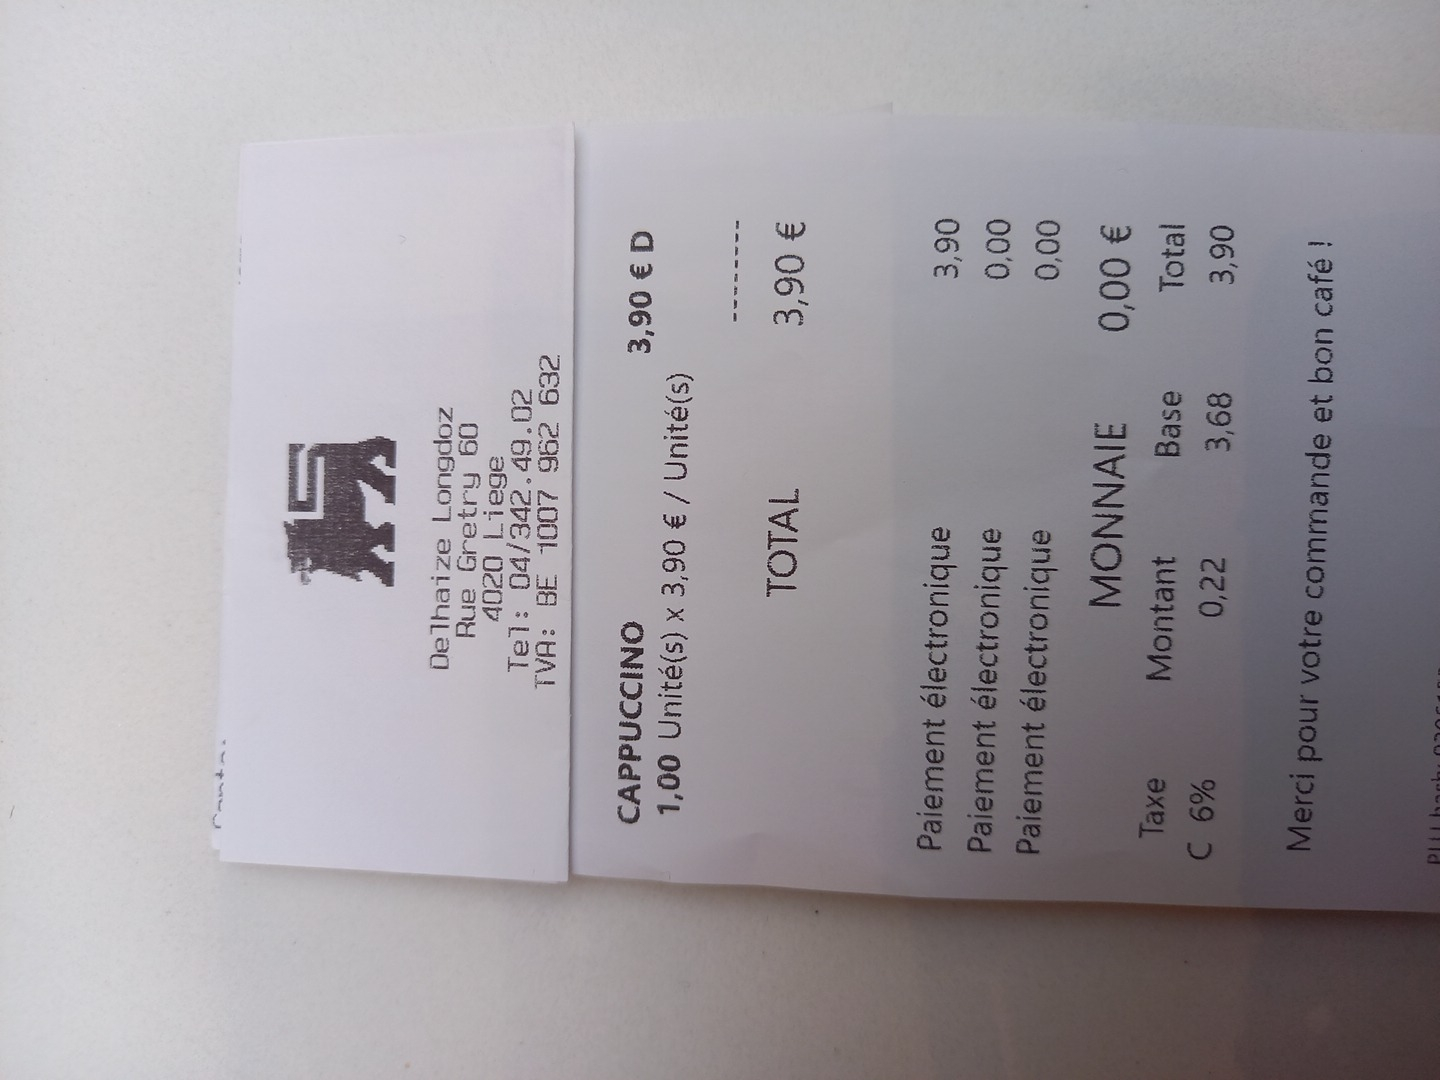 Delhaize Longdoz
Rue Gretry 60
4020 Liege
Tel: 04/342.49.02
TVA: BE 1007 962 632
CAPPUCCINO 3,90 € D
1,00 Unité(s) x 3,90 € / Unité(s)
--------
TOTAL 3,90 €
Paiement électronique 3,90
Paiement électronique 0,00
Paiement électronique 0,00
MONNAIE 0,00 €
Taxe Montant Base Total
C 6% 0,22 3,68 3,90
Merci pour votre commande et bon café !